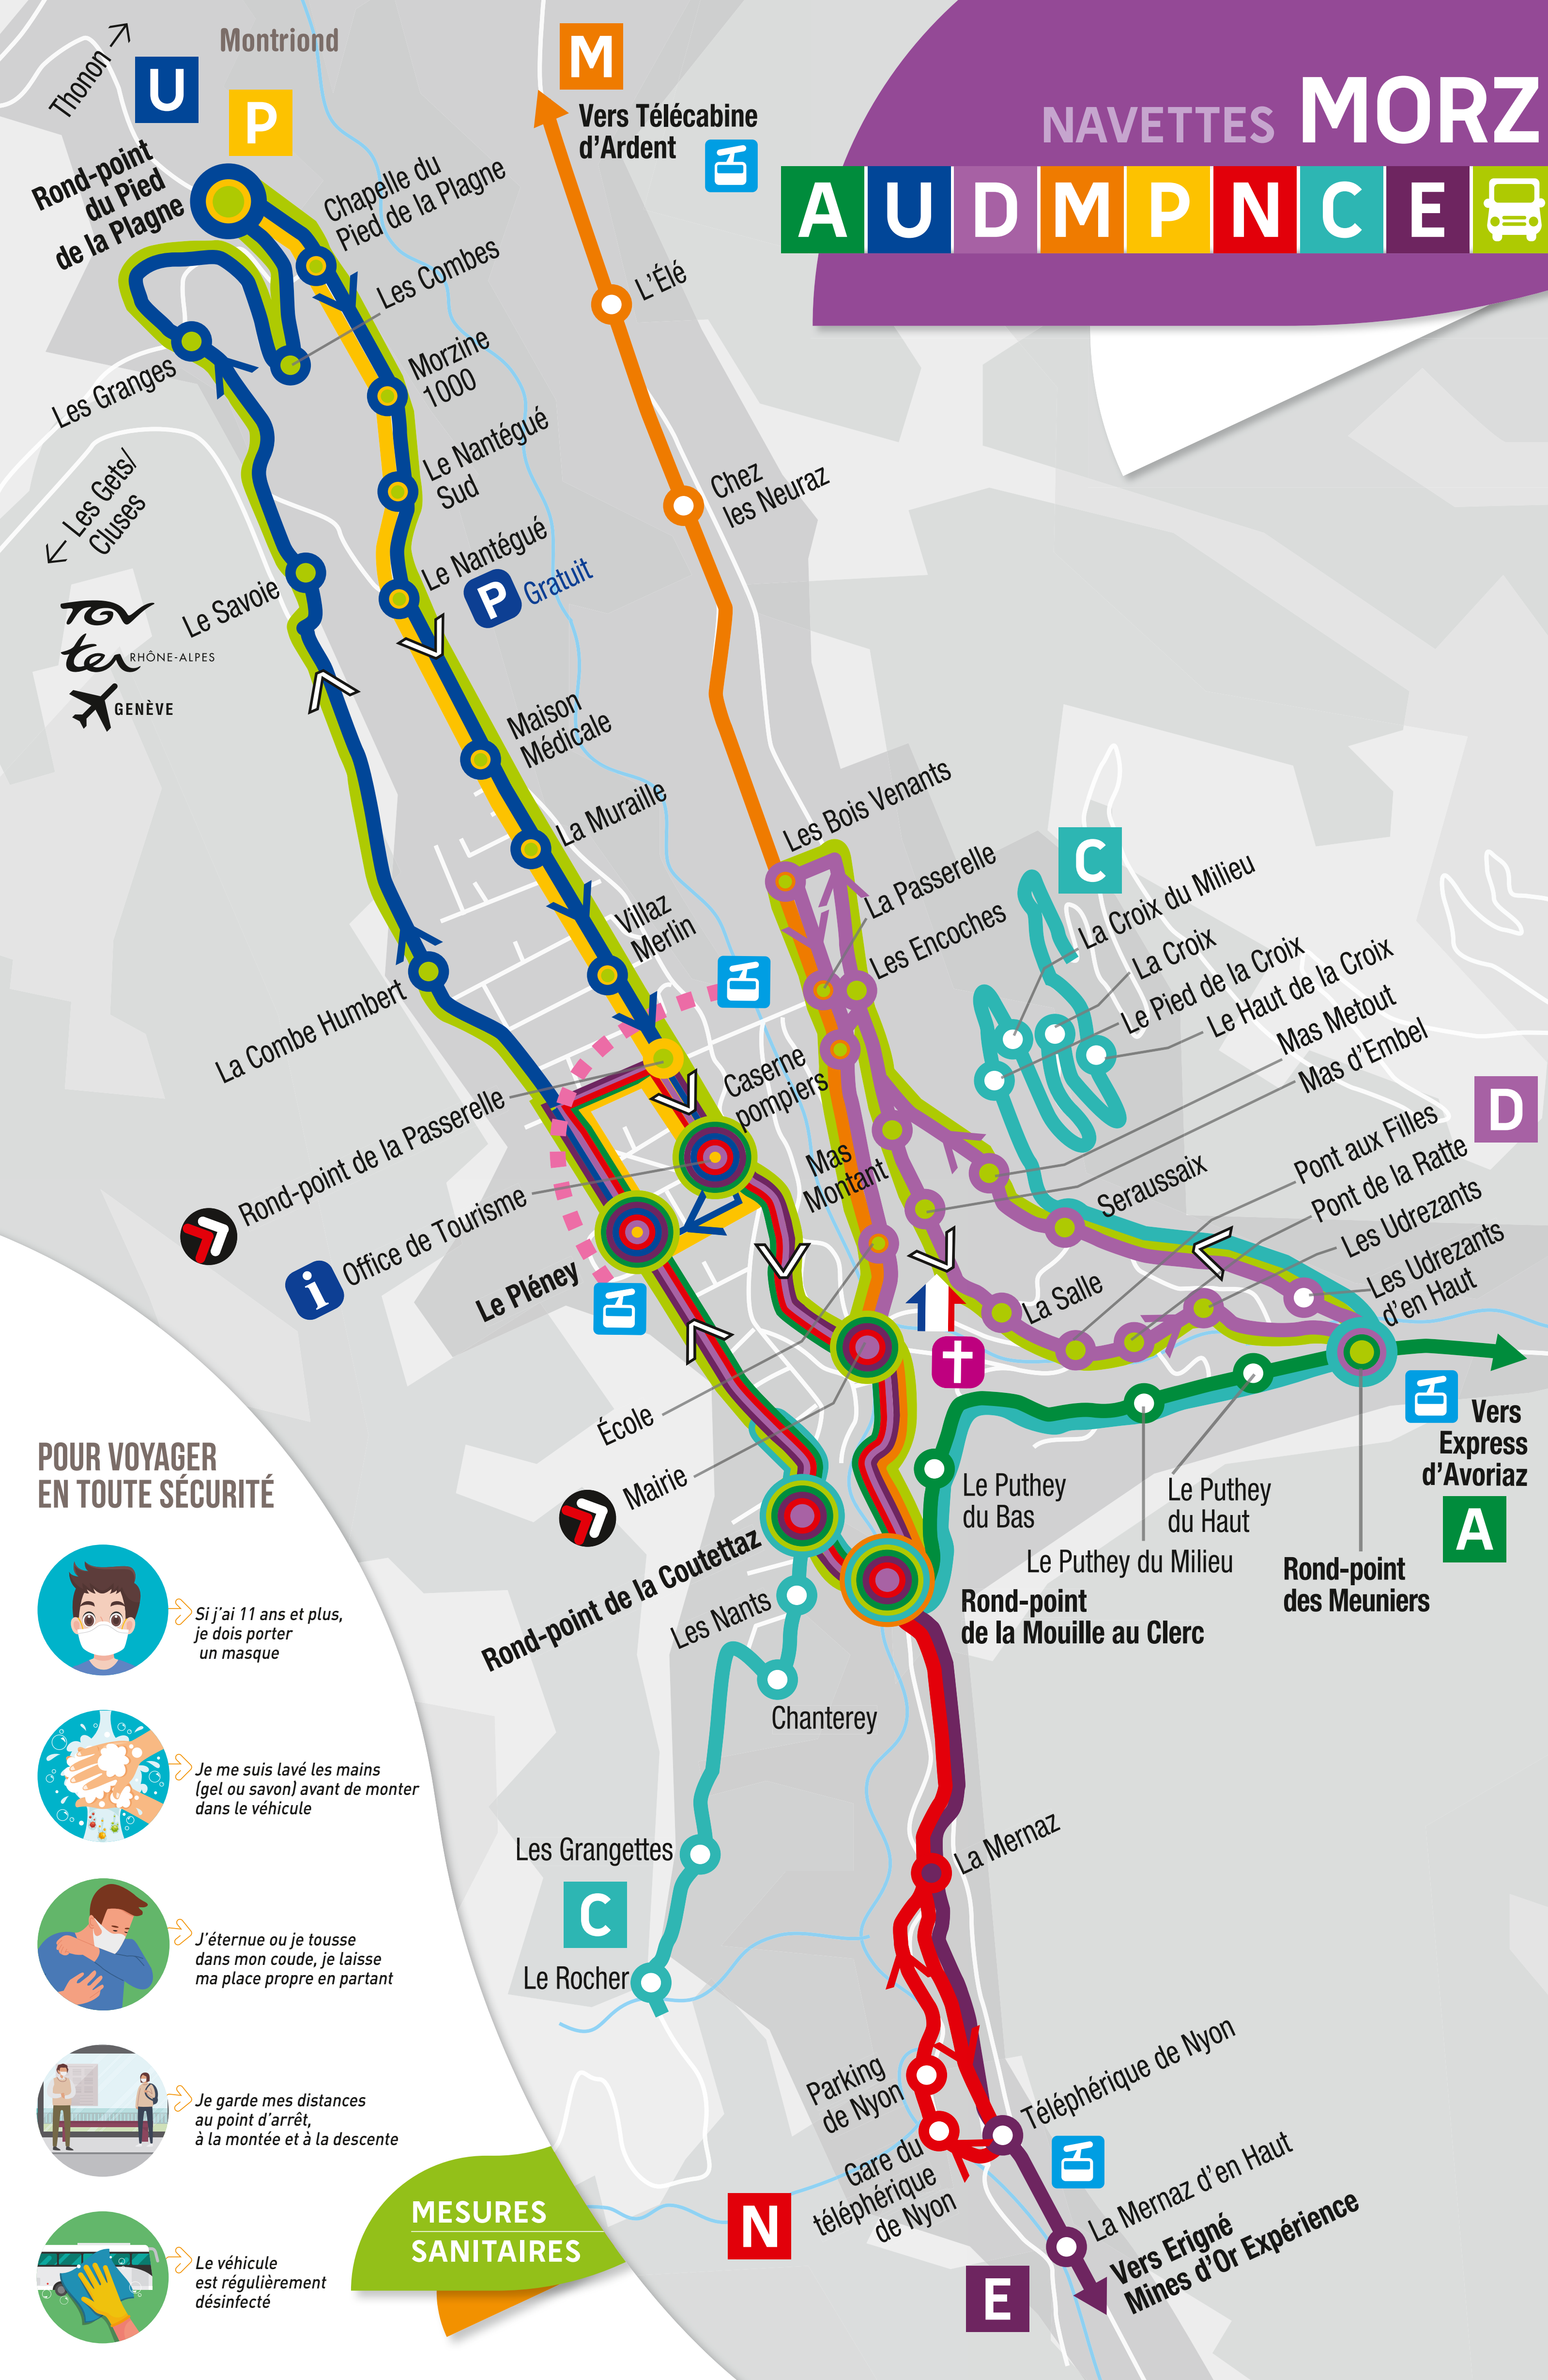 NAVETTES MORZ
A U D M P N C E
Thonon
Montriond
U
P
M
Vers Télécabine
d'Ardent
Rond-point
du Pied
de la Plagne
Chapelle du
Pied de la Plagne
Les Combes
L'Élé
Morzine
1000
Les Granges
Le Nantégué
Sud
Chez
les Neuraz
Les Gets/
Cluses
Le Nantégué
P Gratuit
Le Savoie
TGV
ter RHÔNE-ALPES
GENÈVE
Maison
Médicale
La Muraille
Les Bois Venants
La Passerelle
C
La Croix du Milieu
Villaz
Merlin
Les Encoches
La Croix
Le Pied de la Croix
Le Haut de la Croix
Mas Metout
Mas d'Embel
La Combe Humbert
Caserne
pompiers
Rond-point de la Passerelle
D
Mas
Montant
Pont aux Filles
Pont de la Ratte
Seraussaix
Les Udrezants
Les Udrezants
d'en Haut
i Office de Tourisme
Le Pléney
La Salle
École
Mairie
Vers
Express
d'Avoriaz
A
Le Puthey
du Bas
Le Puthey
du Haut
Le Puthey du Milieu
Rond-point
des Meuniers
Rond-point de la Coutettaz
Les Nants
Rond-point
de la Mouille au Clerc
Chanterey
Les Grangettes
C
La Mernaz
Le Rocher
Parking
de Nyon
Téléphérique de Nyon
Gare du
téléphérique
de Nyon
N
La Mernaz d'en Haut
E
Vers Erigné
Mines d'Or Expérience
POUR VOYAGER
EN TOUTE SÉCURITÉ
Si j'ai 11 ans et plus,
je dois porter
un masque
Je me suis lavé les mains
(gel ou savon) avant de monter
dans le véhicule
J'éternue ou je tousse
dans mon coude, je laisse
ma place propre en partant
Je garde mes distances
au point d'arrêt,
à la montée et à la descente
Le véhicule
est régulièrement
désinfecté
MESURES
SANITAIRES